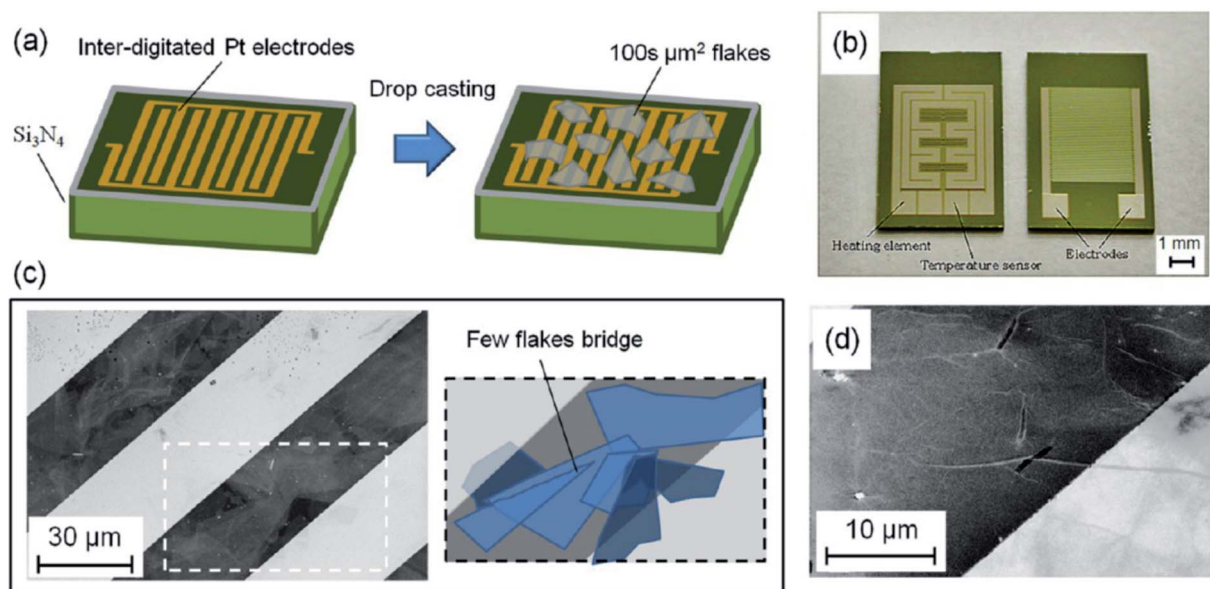 (a)
Inter-digitated Pt electrodes
100s µm² flakes
Drop casting
Si₃N₄
(b)
Heating element
Temperature sensor
Electrodes
1 mm
(c)
Few flakes bridge
30 µm
(d)
10 µm